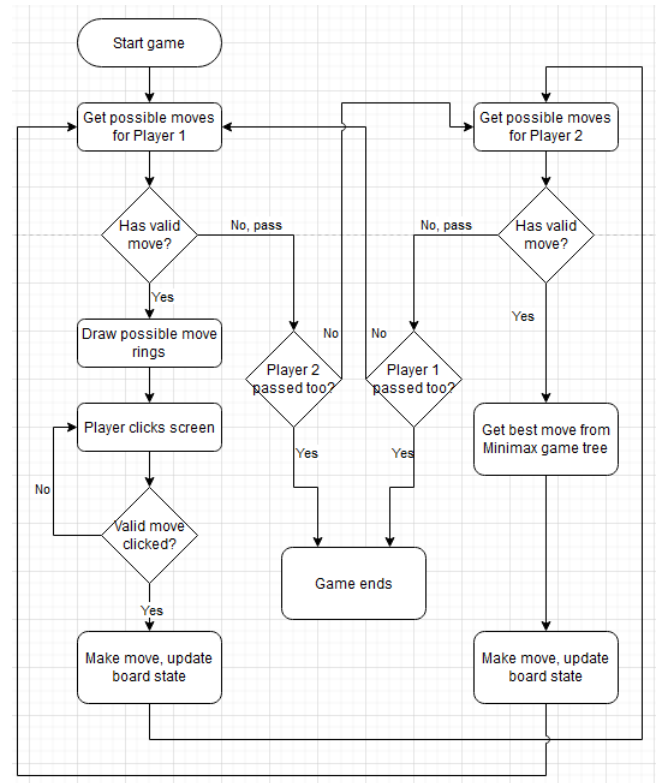 Start game
Get possible moves
for Player 1
Get possible moves
for Player 2
Has valid
move?
No, pass
No, pass
Has valid
move?
Yes
Yes
Draw possible move
rings
No
No
Player 2
passed too?
Player 1
passed too?
Player clicks screen
Get best move from
Minimax game tree
Yes
Yes
No
Valid move
clicked?
Game ends
Yes
Make move, update
board state
Make move, update
board state